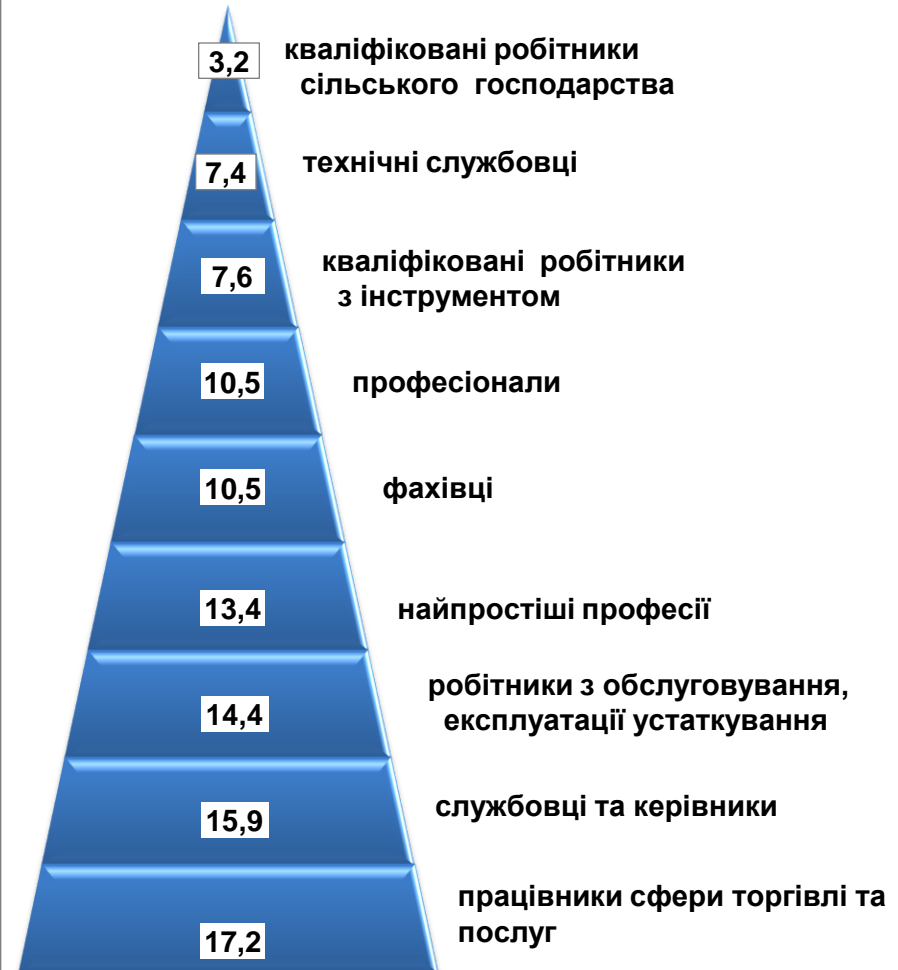 3,2
кваліфіковані робітники
сільського господарства
7,4
технічні службовці
7,6
кваліфіковані робітники
з інструментом
10,5
професіонали
10,5
фахівці
13,4
найпростіші професії
14,4
робітники з обслуговування,
експлуатації устаткування
15,9
службовці та керівники
17,2
працівники сфери торгівлі та
послуг